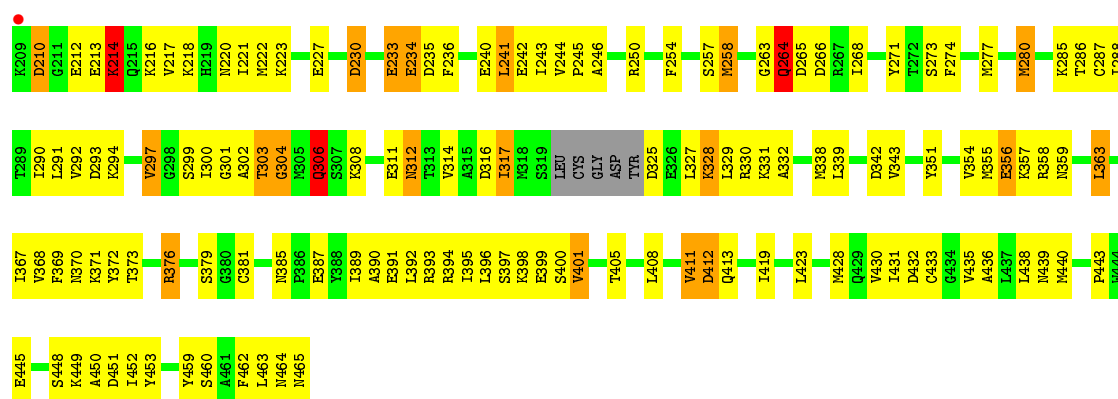 K209 D210 G211 E212 E213 K214 Q215 K216 V217 K218 H219 N220 I221 M222 K223 E227 D230 E233 E234 D235 F236 E240 L241 E242 I243 V244 P245 A246 R250 F254 S257 M258 G263 Q264 D265 D266 R267 I268 Y271 T272 S273 F274 M277 M280 K285 T286 C287 I288
T289 I290 L291 V292 D293 K294 V297 G298 S299 I300 G301 A302 T303 G304 M305 Q306 S307 K308 E311 N312 T313 V314 A315 D316 I317 M318 S319 LEU CYS GLY ASP TYR D325 E326 L327 K328 L329 R330 K331 A332 M338 L339 D342 V343 Y351 V354 M355 E356 K357 R358 N359 L363
I367 V368 F369 N370 K371 Y372 T373 R376 S379 G380 C381 N385 P386 E387 Y388 I389 A390 E391 L392 R393 R394 I395 L396 S397 K398 E399 S400 V401 T405 L408 V411 D412 Q413 I419 L423 M428 Q429 V430 I431 D432 C433 G434 V435 A436 L437 L438 N439 M440 P443
E445 S448 K449 A450 D451 I452 Y453 Y459 S460 A461 F462 L463 N464 N465